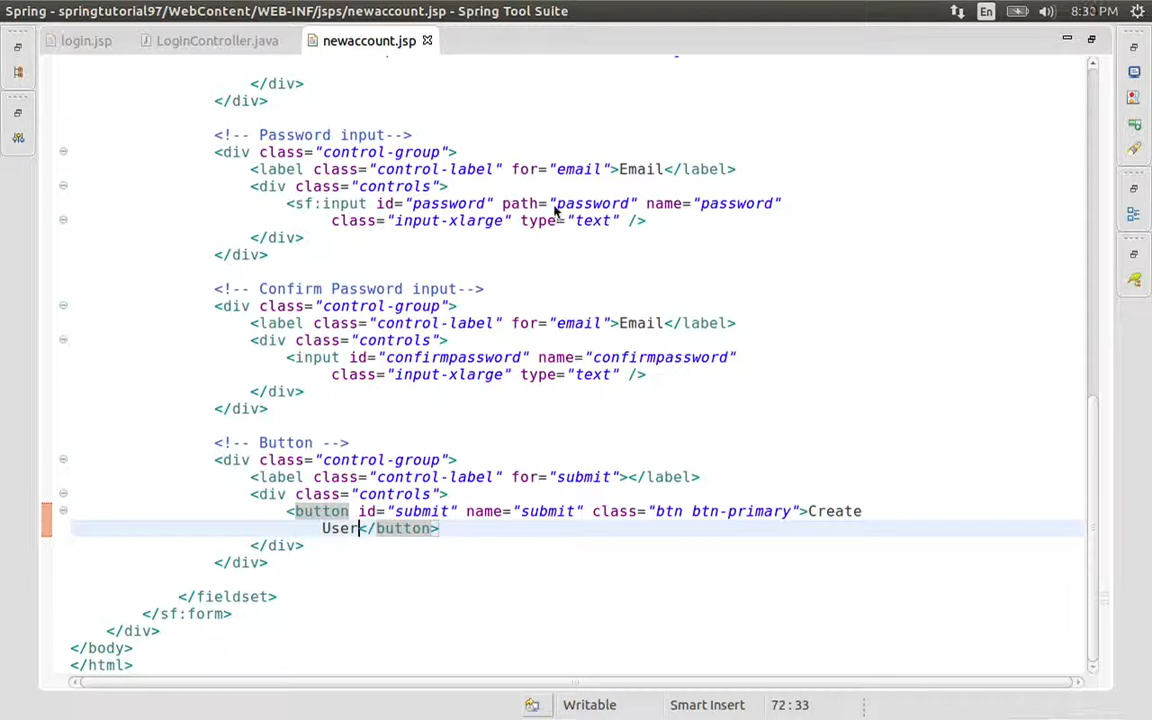 Spring - springtutorial97/WebContent/WEB-INF/jsps/newaccount.jsp - Spring Tool Suite
En
8:30 PM
login.jsp
LoginController.java
newaccount.jsp
</div>
</div>
<!-- Password input-->
<div class="control-group">
<label class="control-label" for="email">Email</label>
<div class="controls">
<sf:input id="password" path="password" name="password"
class="input-xlarge" type="text" />
</div>
</div>
<!-- Confirm Password input-->
<div class="control-group">
<label class="control-label" for="email">Email</label>
<div class="controls">
<input id="confirmpassword" name="confirmpassword"
class="input-xlarge" type="text" />
</div>
</div>
<!-- Button -->
<div class="control-group">
<label class="control-label" for="submit"></label>
<div class="controls">
<button id="submit" name="submit" class="btn btn-primary">Create
User</button>
</div>
</div>
</fieldset>
</sf:form>
</div>
</body>
</html>
Writable
Smart Insert
72 : 33